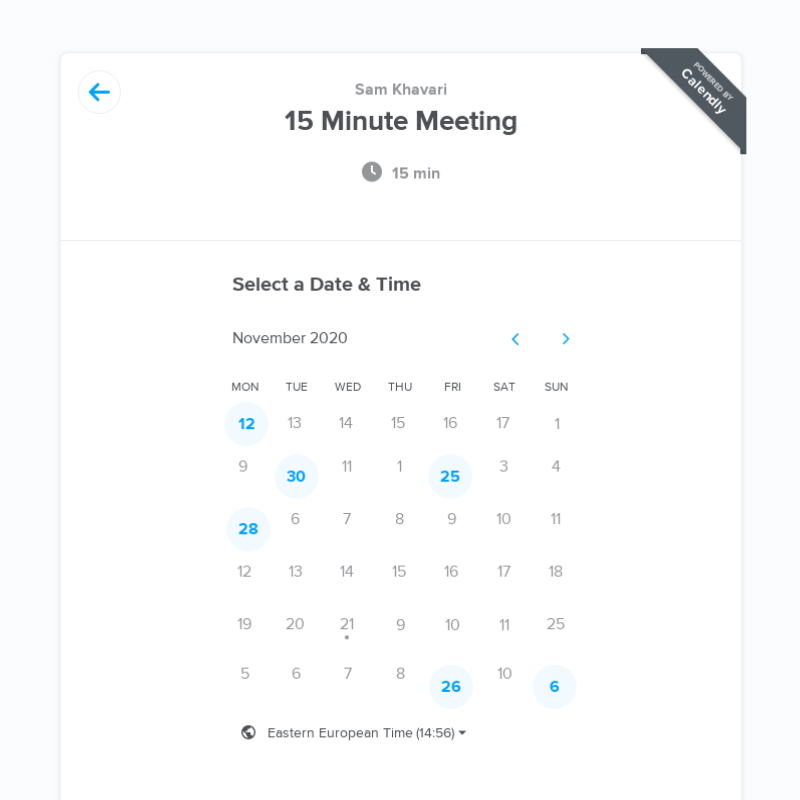 POWERED BY
Calendly
Sam Khavari
15 Minute Meeting
15 min
Select a Date & Time
November 2020
MON TUE WED THU FRI SAT SUN
12 13 14 15 16 17 1
9 30 11 1 25 3 4
28 6 7 8 9 10 11
12 13 14 15 16 17 18
19 20 21 9 10 11 25
5 6 7 8 26 10 6
Eastern European Time (14:56)